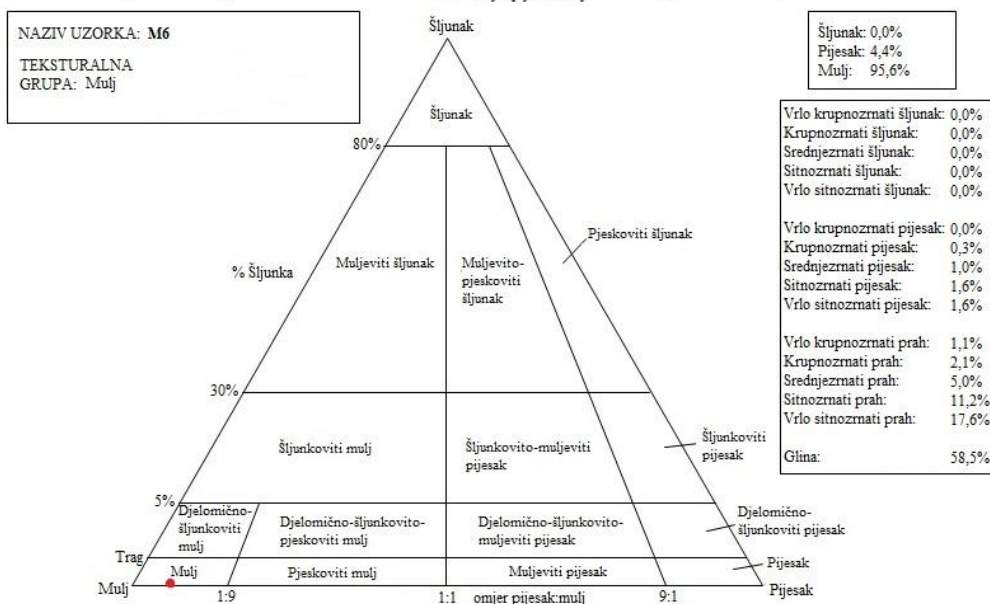 NAZIV UZORKA: M6
TEKSTURALNA
GRUPA: Mulj
Šljunak
Šljunak: 0,0%
Pijesak: 4,4%
Mulj: 95,6%
Šljunak
80%
Vrlo krupnozrnati šljunak: 0,0%
Krupnozrnati šljunak: 0,0%
Srednjezrnati šljunak: 0,0%
Sitnozrnati šljunak: 0,0%
Vrlo sitnozrnati šljunak: 0,0%
Vrlo krupnozrnati pijesak: 0,0%
Krupnozrnati pijesak: 0,3%
Srednjezrnati pijesak: 1,0%
Sitnozrnati pijesak: 1,6%
Vrlo sitnozrnati pijesak: 1,6%
Vrlo krupnozrnati prah: 1,1%
Krupnozrnati prah: 2,1%
Srednjezrnati prah: 5,0%
Sitnozrnati prah: 11,2%
Vrlo sitnozrnati prah: 17,6%
Glina: 58,5%
% Šljunka
Muljeviti šljunak
Muljevito-
pjeskoviti
šljunak
Pjeskoviti šljunak
30%
Šljunkoviti mulj
Šljunkovito-muljeviti
pijesak
Šljunkoviti
pijesak
5%
Djelomično-
šljunkoviti
mulj
Djelomično-šljunkovito-
pjeskoviti mulj
Djelomično-šljunkovito-
muljeviti pijesak
Djelomično-
šljunkoviti pijesak
Trag
Mulj
Pjeskoviti mulj
Muljeviti pijesak
Pijesak
Mulj
1:9
1:1
omjer pijesak:mulj
9:1
Pijesak